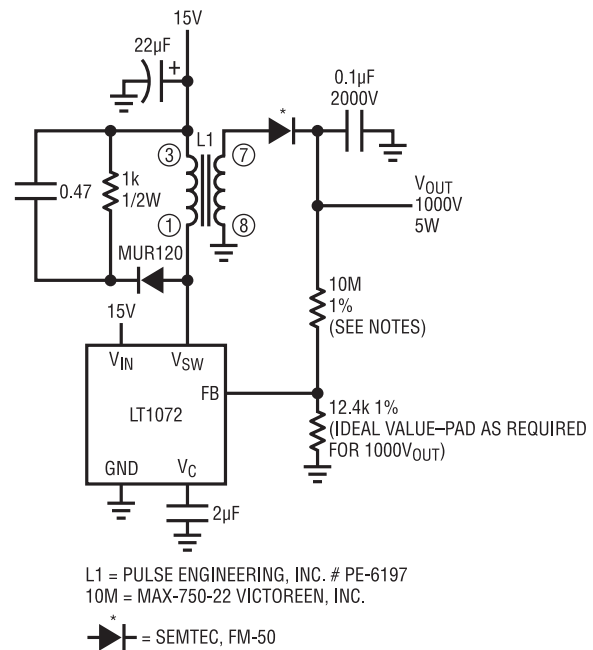 15V
22µF
+
0.1µF
2000V
*
L1
3
7
0.47
1k
1/2W
1
8
V_OUT
1000V
5W
MUR120
15V
10M
1%
(SEE NOTES)
V_IN
V_SW
FB
LT1072
12.4k 1%
(IDEAL VALUE–PAD AS REQUIRED
FOR 1000V_OUT)
GND
V_C
2µF
L1 = PULSE ENGINEERING, INC. # PE-6197
10M = MAX-750-22 VICTOREEN, INC.
*
= SEMTEC, FM-50